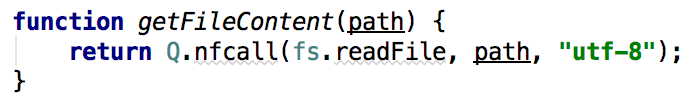 function getFileContent(path) {
    return Q.nfcall(fs.readFile, path, "utf-8");
}